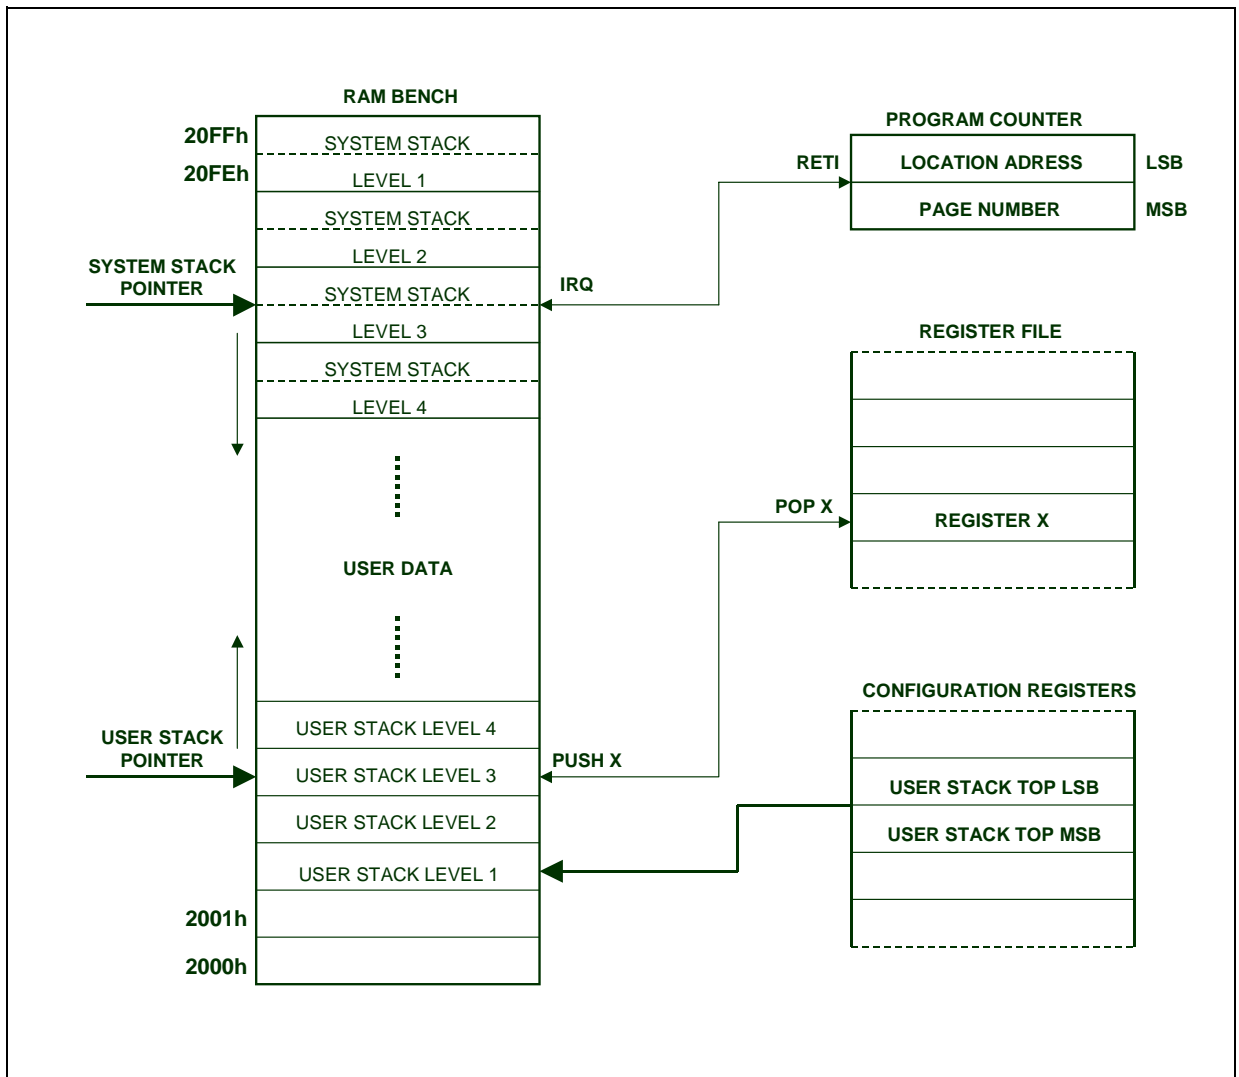 RAM BENCH
20FFh
SYSTEM STACK
20FEh
LEVEL 1
SYSTEM STACK
LEVEL 2
SYSTEM STACK
POINTER
SYSTEM STACK
LEVEL 3
SYSTEM STACK
LEVEL 4
USER DATA
USER STACK LEVEL 4
USER STACK
POINTER
USER STACK LEVEL 3
USER STACK LEVEL 2
USER STACK LEVEL 1
2001h
2000h
IRQ
RETI
PUSH X
POP X
PROGRAM COUNTER
LOCATION ADRESS
LSB
PAGE NUMBER
MSB
REGISTER FILE
REGISTER X
CONFIGURATION REGISTERS
USER STACK TOP LSB
USER STACK TOP MSB